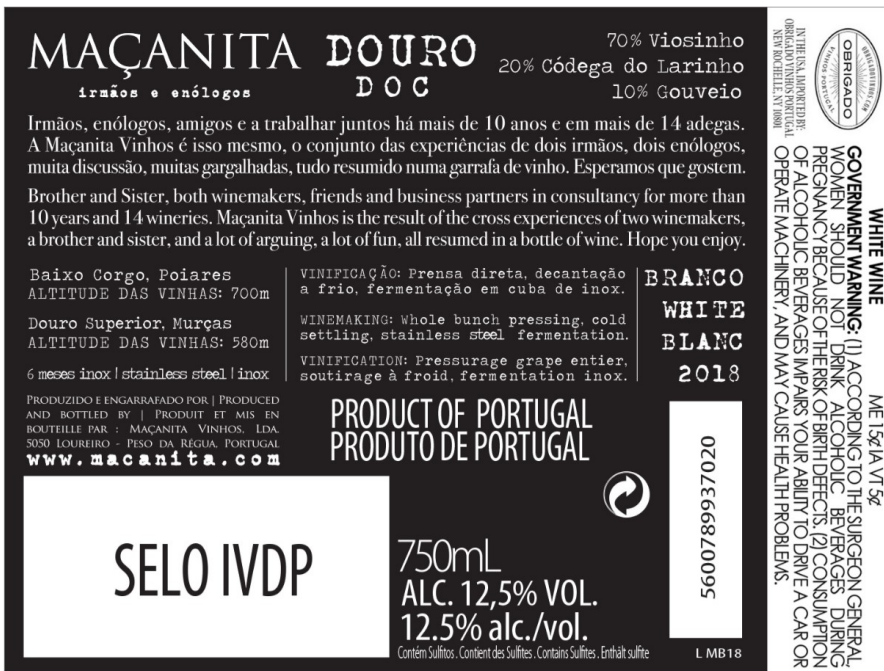 MAÇANITA
irmãos e enólogos
DOURO
DOC
70% Viosinho
20% Códega do Larinho
10% Gouveio
Irmãos, enólogos, amigos e a trabalhar juntos há mais de 10 anos e em mais de 14 adegas.
A Maçanita Vinhos é isso mesmo, o conjunto das experiências de dois irmãos, dois enólogos,
muita discussão, muitas gargalhadas, tudo resumido numa garrafa de vinho. Esperamos que gostem.
Brother and Sister, both winemakers, friends and business partners in consultancy for more than
10 years and 14 wineries. Maçanita Vinhos is the result of the cross experiences of two winemakers,
a brother and sister, and a lot of arguing, a lot of fun, all resumed in a bottle of wine. Hope you enjoy.
Baixo Corgo, Poiares
ALTITUDE DAS VINHAS: 700m
Douro Superior, Murças
ALTITUDE DAS VINHAS: 580m
6 meses inox | stainless steel | inox
VINIFICAÇÃO: Prensa direta, decantação
a frio, fermentação em cuba de inox.
WINEMAKING: Whole bunch pressing, cold
settling, stainless steel fermentation.
VINIFICATION: Pressurage grape entier,
soutirage à froid, fermentation inox.
BRANCO
WHITE
BLANC
2018
PRODUZIDO E ENGARRAFADO POR | PRODUCED
AND BOTTLED BY | PRODUIT ET MIS EN
BOUTEILLE PAR : MAÇANITA VINHOS, LDA.
5050 LOUREIRO - PESO DA RÉGUA, PORTUGAL
www.macanita.com
PRODUCT OF PORTUGAL
PRODUTO DE PORTUGAL
SELO IVDP
750mL
ALC. 12,5% VOL.
12.5% alc./vol.
Contém Sulfitos . Contient des Sulfites . Contains Sulfites . Enthält sulfite
5600789937020
L MB18
OBRIGADOVINHOS.COM
OBRIGADO
VINHOS PORTUGAL
IN THE USA, IMPORTED BY:
OBRIGADO VINHOS PORTUGAL
NEW ROCHELLE, NY 10801
WHITE WINE
ME 15¢ IA VT 5¢
GOVERNMENT WARNING: (1) ACCORDING TO THE SURGEON GENERAL,
WOMEN SHOULD NOT DRINK ALCOHOLIC BEVERAGES DURING
PREGNANCY BECAUSE OF THE RISK OF BIRTH DEFECTS. (2) CONSUMPTION
OF ALCOHOLIC BEVERAGES IMPAIRS YOUR ABILITY TO DRIVE A CAR OR
OPERATE MACHINERY, AND MAY CAUSE HEALTH PROBLEMS.